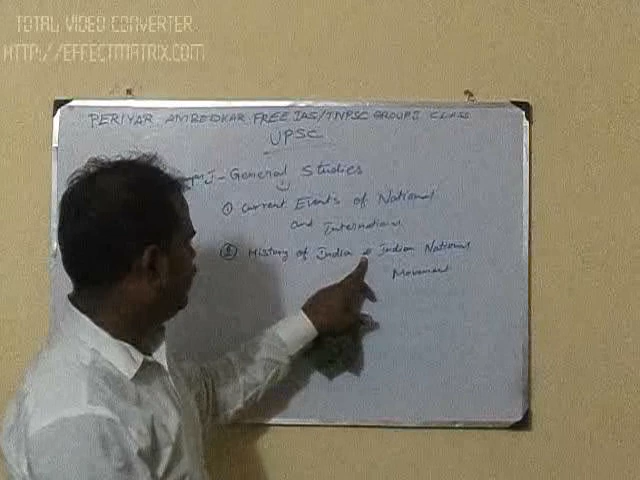 TOTAL VIDEO CONVERTER
HTTP://EFFECTMATRIX.COM
PERIYAR AMBEDKAR FREE IAS/TNPSC GROUP I CLASS
UPSC
I - General Studies
① Current Events of National
and International
② History of India & Indian National
Movement